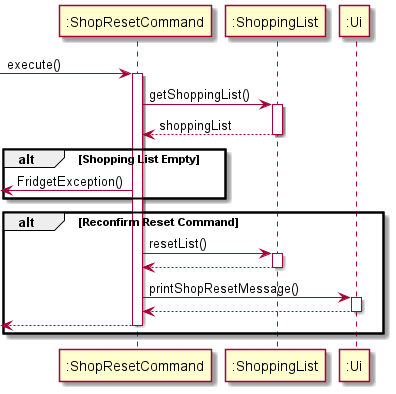 :ShopResetCommand :ShoppingList :Ui
execute()
getShoppingList()
shoppingList
alt [Shopping List Empty]
FridgetException()
alt [Reconfirm Reset Command]
resetList()
printShopResetMessage()
:ShopResetCommand :ShoppingList :Ui